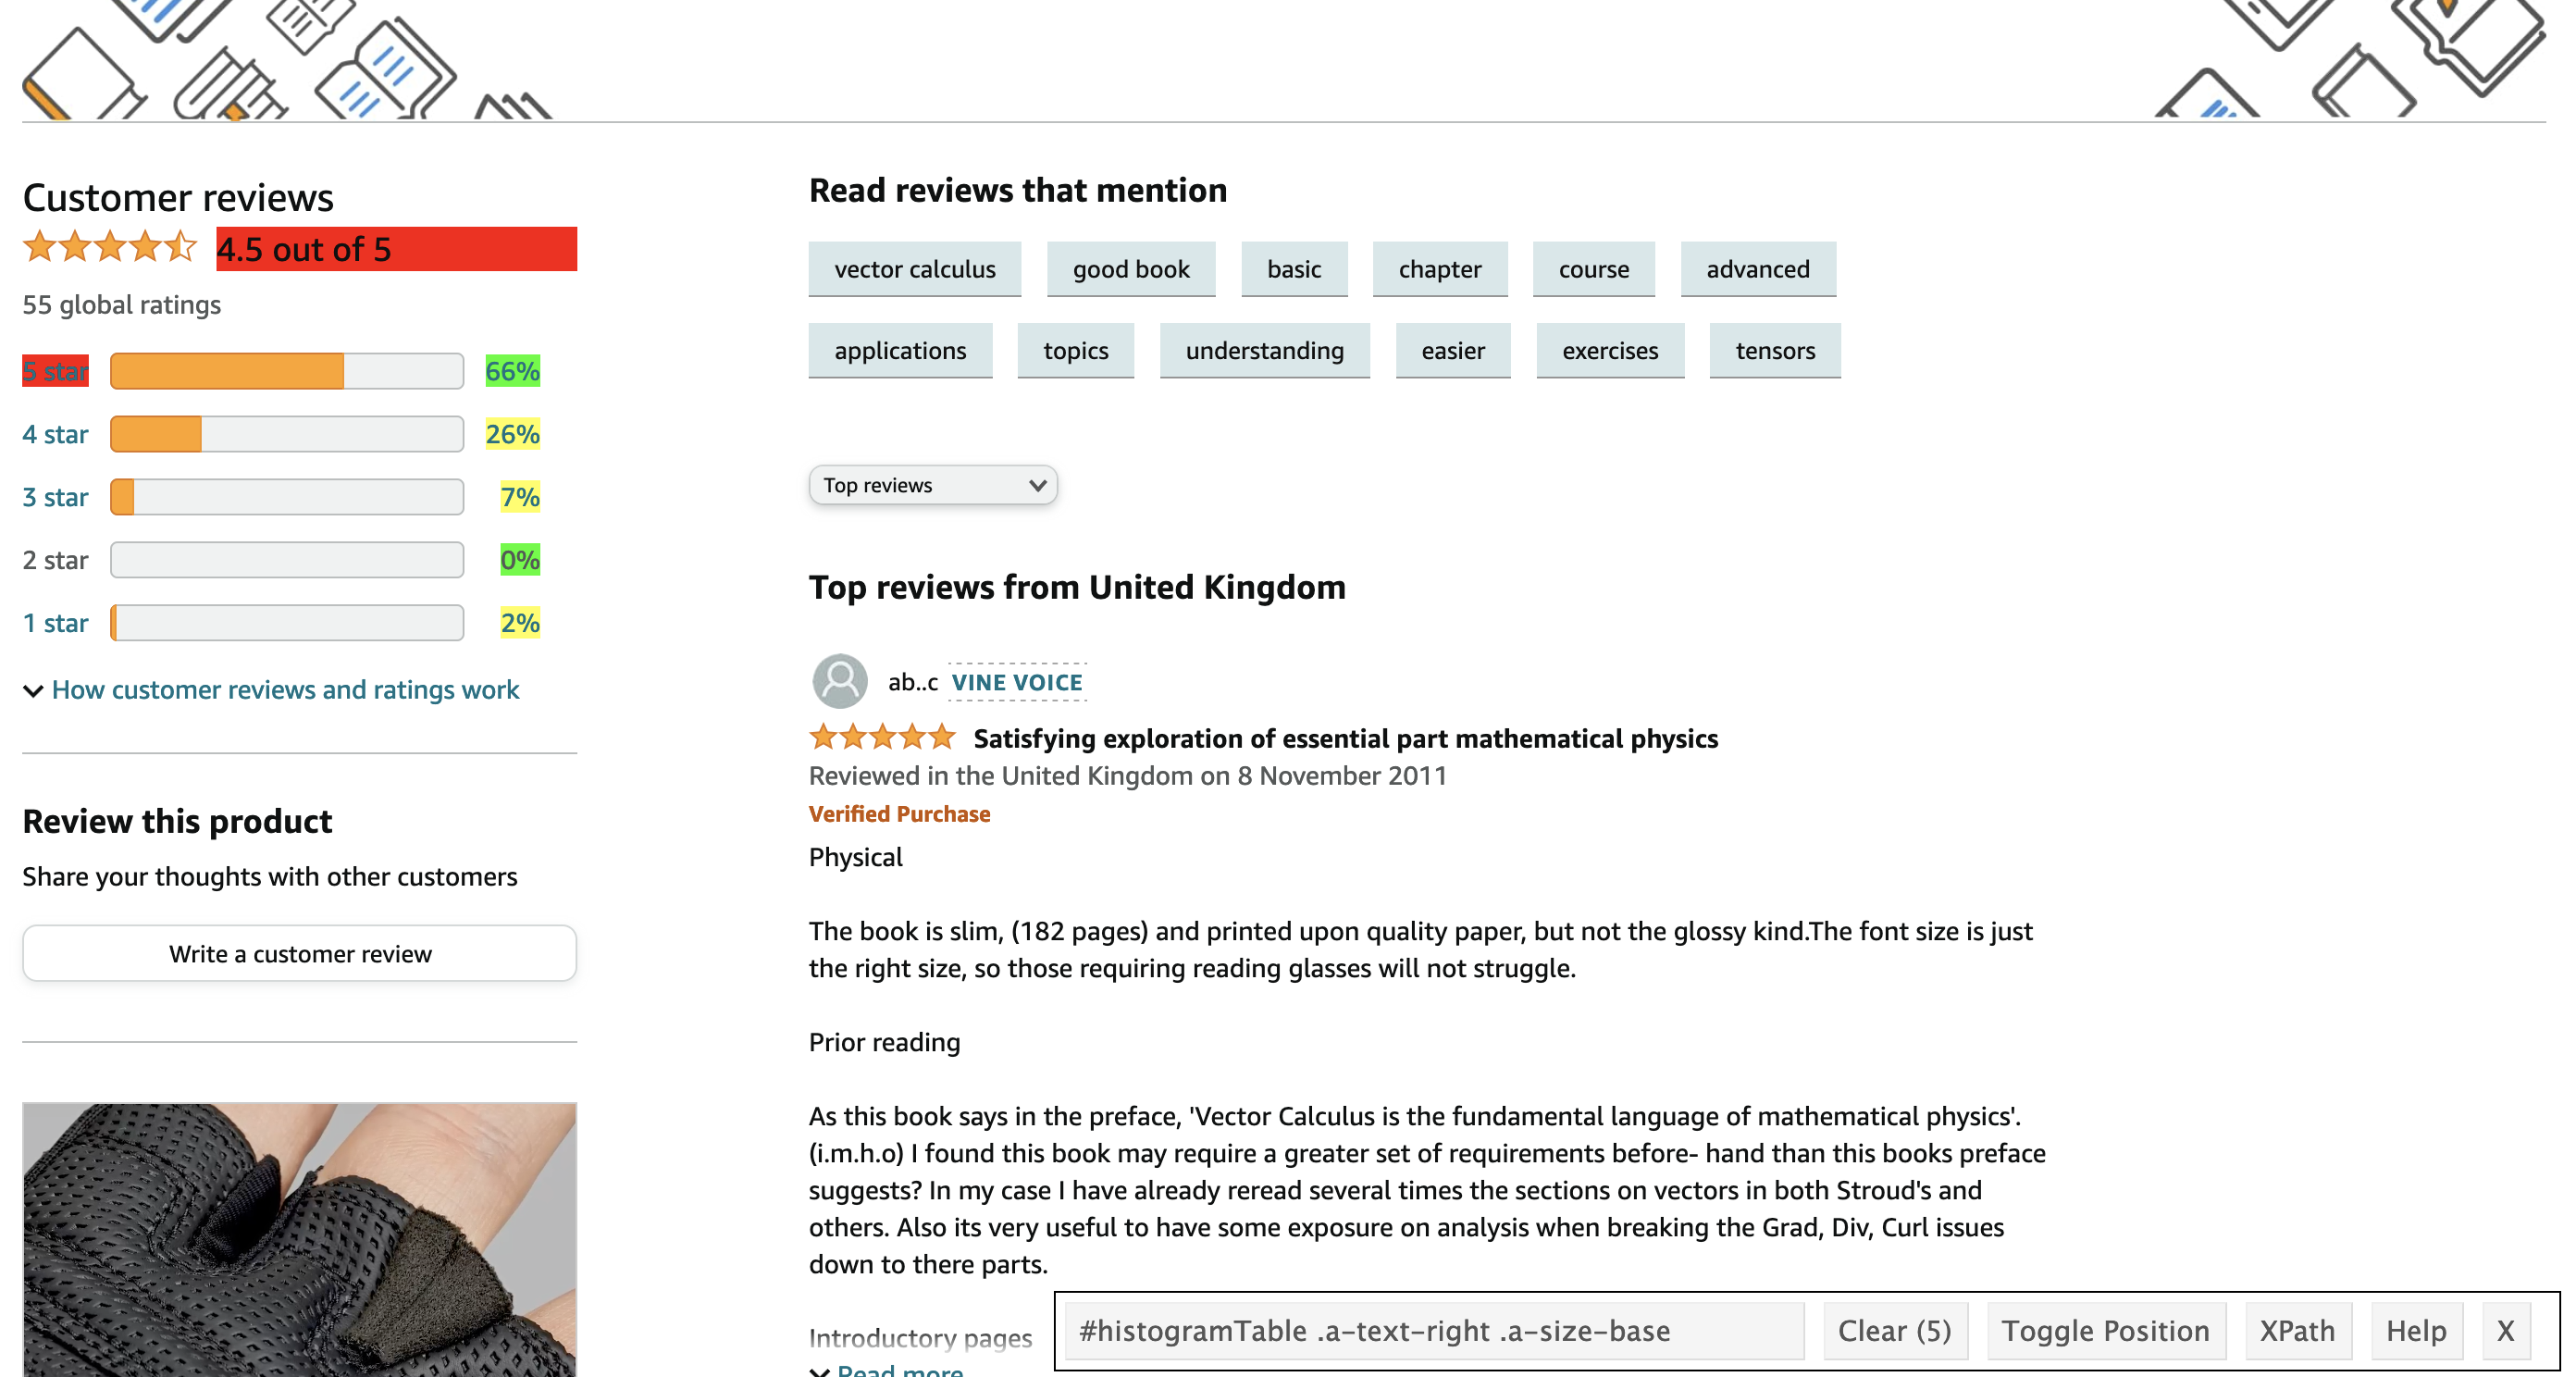 Customer reviews
4.5 out of 5
55 global ratings
5 star 66%
4 star 26%
3 star 7%
2 star 0%
1 star 2%
How customer reviews and ratings work
Review this product
Share your thoughts with other customers
Write a customer review
Read reviews that mention
vector calculus good book basic chapter course advanced
applications topics understanding easier exercises tensors
Top reviews
Top reviews from United Kingdom
ab..c VINE VOICE
Satisfying exploration of essential part mathematical physics
Reviewed in the United Kingdom on 8 November 2011
Verified Purchase
Physical
The book is slim, (182 pages) and printed upon quality paper, but not the glossy kind.The font size is just
the right size, so those requiring reading glasses will not struggle.
Prior reading
As this book says in the preface, 'Vector Calculus is the fundamental language of mathematical physics'.
(i.m.h.o) I found this book may require a greater set of requirements before- hand than this books preface
suggests? In my case I have already reread several times the sections on vectors in both Stroud's and
others. Also its very useful to have some exposure on analysis when breaking the Grad, Div, Curl issues
down to there parts.
Introductory pages
Read more
#histogramTable .a-text-right .a-size-base Clear (5) Toggle Position XPath Help X